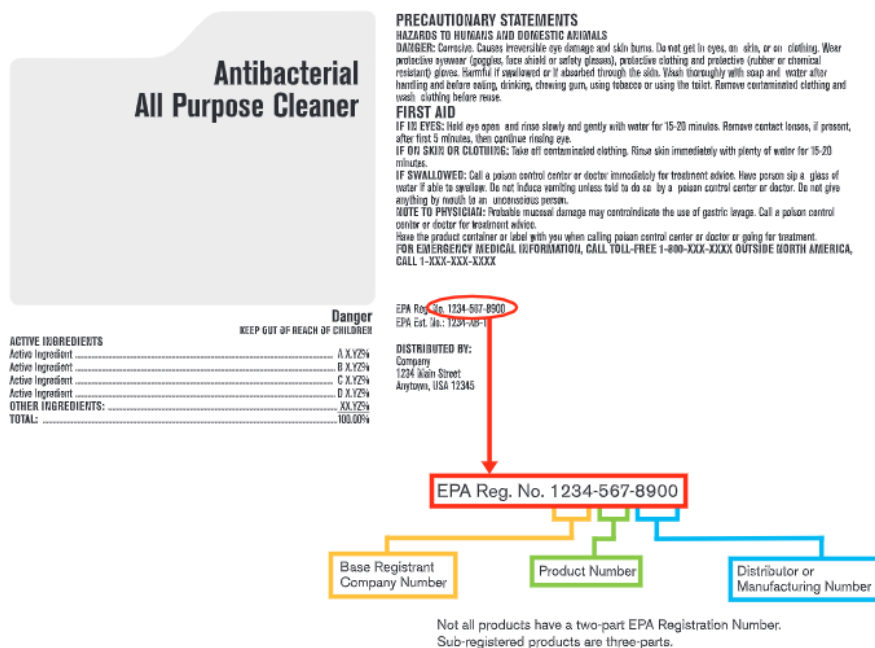 Antibacterial
All Purpose Cleaner
Danger
KEEP OUT OF REACH OF CHILDREN
ACTIVE INGREDIENTS
Active Ingredient ........ A X.YZ%
Active Ingredient ........ B X.YZ%
Active Ingredient ........ C X.YZ%
Active Ingredient ........ D X.YZ%
OTHER INGREDIENTS: ........ XX.YZ%
TOTAL: ........ 100.00%
PRECAUTIONARY STATEMENTS
HAZARDS TO HUMANS AND DOMESTIC ANIMALS
DANGER: Corrosive. Causes irreversible eye damage and skin burns. Do not get in eyes, on skin, or on clothing. Wear
protective eyewear (goggles, face shield or safety glasses), protective clothing and protective (rubber or chemical
resistant) gloves. Harmful if swallowed or if absorbed through the skin. Wash thoroughly with soap and water after
handling and before eating, drinking, chewing gum, using tobacco or using the toilet. Remove contaminated clothing and
wash clothing before reuse.
FIRST AID
IF IN EYES: Hold eye open and rinse slowly and gently with water for 15-20 minutes. Remove contact lenses, if present,
after first 5 minutes, then continue rinsing eye.
IF ON SKIN OR CLOTHING: Take off contaminated clothing. Rinse skin immediately with plenty of water for 15-20
minutes.
IF SWALLOWED: Call a poison control center or doctor immediately for treatment advice. Have person sip a glass of
water if able to swallow. Do not induce vomiting unless told to do so by a poison control center or doctor. Do not give
anything by mouth to an unconscious person.
NOTE TO PHYSICIAN: Probable mucosal damage may contraindicate the use of gastric lavage. Call a poison control
center or doctor for treatment advice.
Have the product container or label with you when calling poison control center or doctor or going for treatment.
FOR EMERGENCY MEDICAL INFORMATION, CALL TOLL-FREE 1-800-XXX-XXXX OUTSIDE NORTH AMERICA,
CALL 1-XXX-XXX-XXXX
EPA Reg. No. 1234-567-8900
EPA Est. No.: 1234-AB-1
DISTRIBUTED BY:
Company
1234 Main Street
Anytown, USA 12345
EPA Reg. No. 1234-567-8900
Base Registrant
Company Number
Product Number
Distributor or
Manufacturing Number
Not all products have a two-part EPA Registration Number.
Sub-registered products are three-parts.